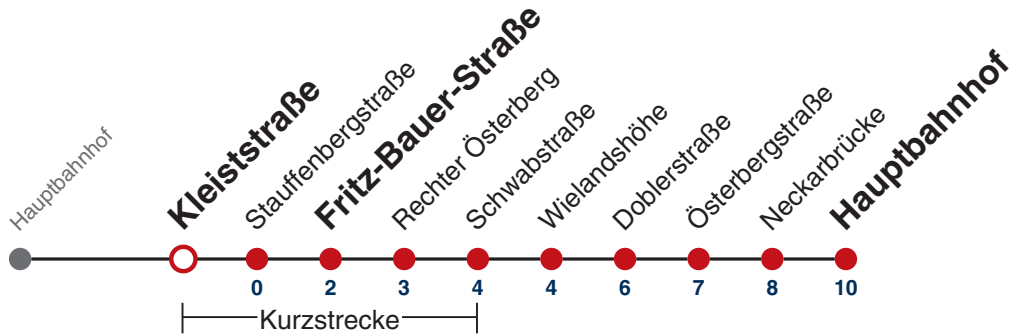 Hauptbahnhof
Kleiststraße
Stauffenbergstraße
Fritz-Bauer-Straße
Rechter Österberg
Schwabstraße
Wielandshöhe
Doblerstraße
Österbergstraße
Neckarbrücke
Hauptbahnhof
0 2 3 4 4 6 7 8 10
Kurzstrecke